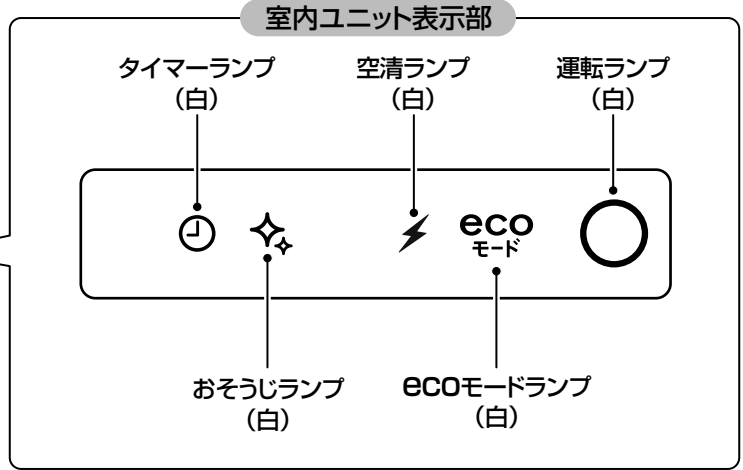 室内ユニット表示部
タイマーランプ
（白）
空清ランプ
（白）
運転ランプ
（白）
eco
モード
おそうじランプ
（白）
ecoモードランプ
（白）